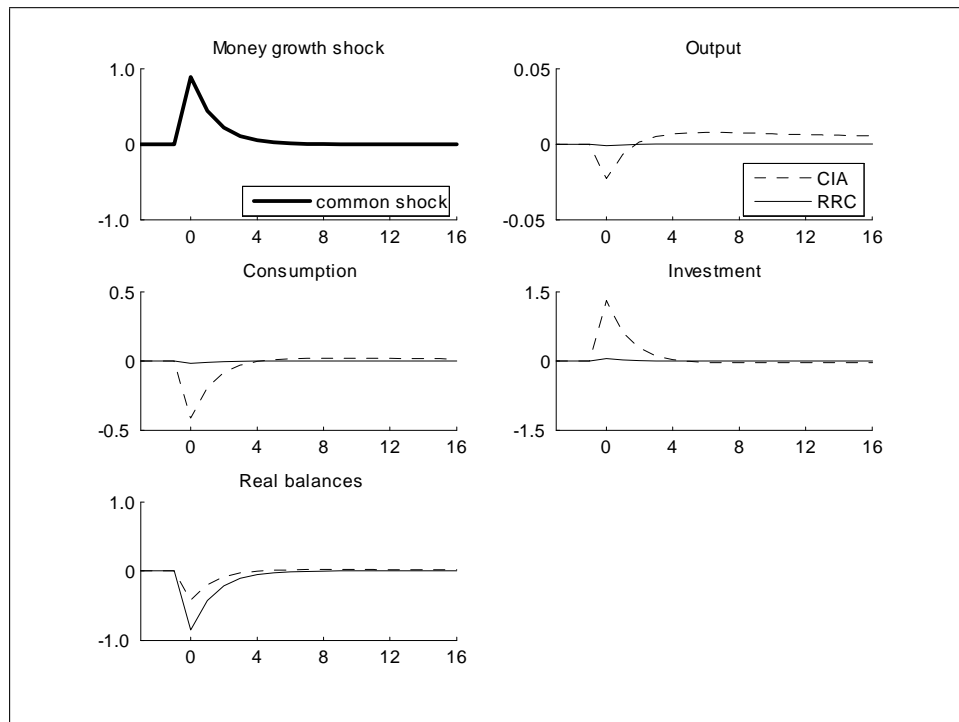 Money growth shock
1.0
0
-1.0
0 4 8 12 16
common shock
Output
0.05
0
-0.05
0 4 8 12 16
CIA
RRC
Consumption
0.5
0
-0.5
0 4 8 12 16
Investment
1.5
0
-1.5
0 4 8 12 16
Real balances
1.0
0
-1.0
0 4 8 12 16